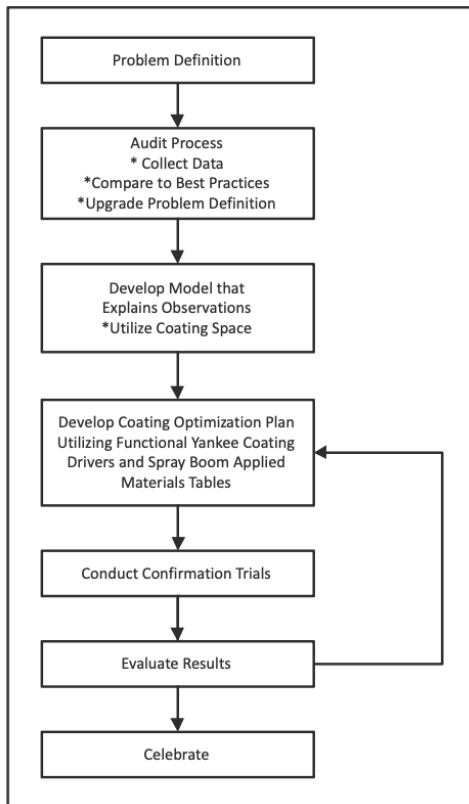 Problem Definition
Audit Process
* Collect Data
*Compare to Best Practices
*Upgrade Problem Definition
Develop Model that
Explains Observations
*Utilize Coating Space
Develop Coating Optimization Plan
Utilizing Functional Yankee Coating
Drivers and Spray Boom Applied
Materials Tables
Conduct Confirmation Trials
Evaluate Results
Celebrate